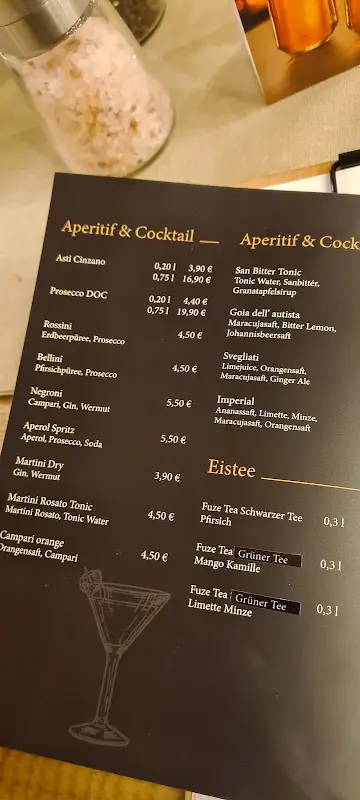 Aperitif & Cocktail
Asti Cinzano
0,20 l 3,90 €
0,75 l 16,90 €
Prosecco DOC
0,20 l 4,40 €
0,75 l 19,90 €
Rossini
Erdbeerpüree, Prosecco 4,50 €
Bellini
Pfirsichpüree, Prosecco 4,50 €
Negroni
Campari, Gin, Wermut 5,50 €
Aperol Spritz
Aperol, Prosecco, Soda 5,50 €
Martini Dry
Gin, Wermut 3,90 €
Martini Rosato Tonic
Martini Rosato, Tonic Water 4,50 €
Campari orange
Orangensaft, Campari 4,50 €
Aperitif & Cock
San Bitter Tonic
Tonic Water, Sanbittér,
Granatapfelsirup
Goia dell' autista
Maracujasaft, Bitter Lemon,
Johannisbeersaft
Svegliati
Limejuice, Orangensaft,
Maracujasaft, Ginger Ale
Imperial
Ananassaft, Limette, Minze,
Maracujasaft, Orangensaft
Eistee
Fuze Tea Schwarzer Tee 0,3 l
Pfirsich
Fuze Tea Grüner Tee 0,3 l
Mango Kamille
Fuze Tea Grüner Tee 0,3 l
Limette Minze